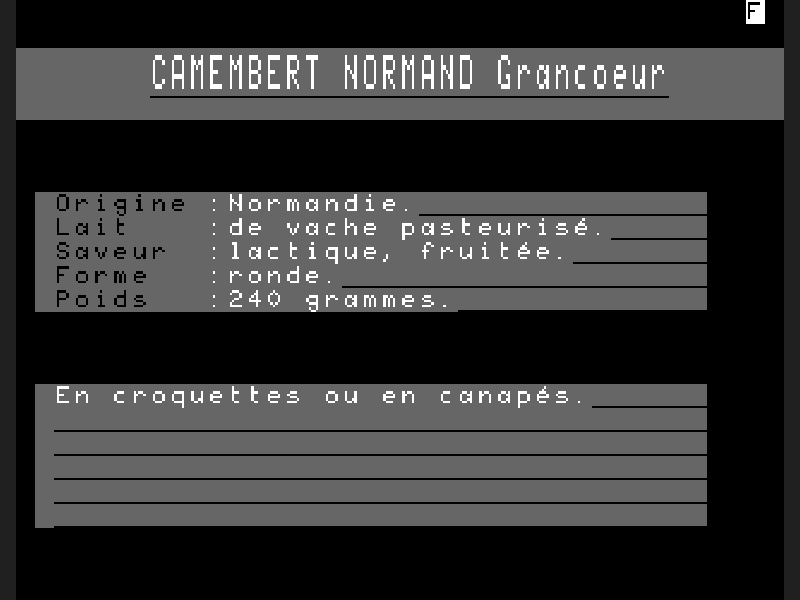 F
CAMEMBERT NORMAND Grancoeur
Origine :Normandie.
Lait :de vache pasteurisé.
Saveur :lactique, fruitée.
Forme :ronde.
Poids :240 grammes.
En croquettes ou en canapés.